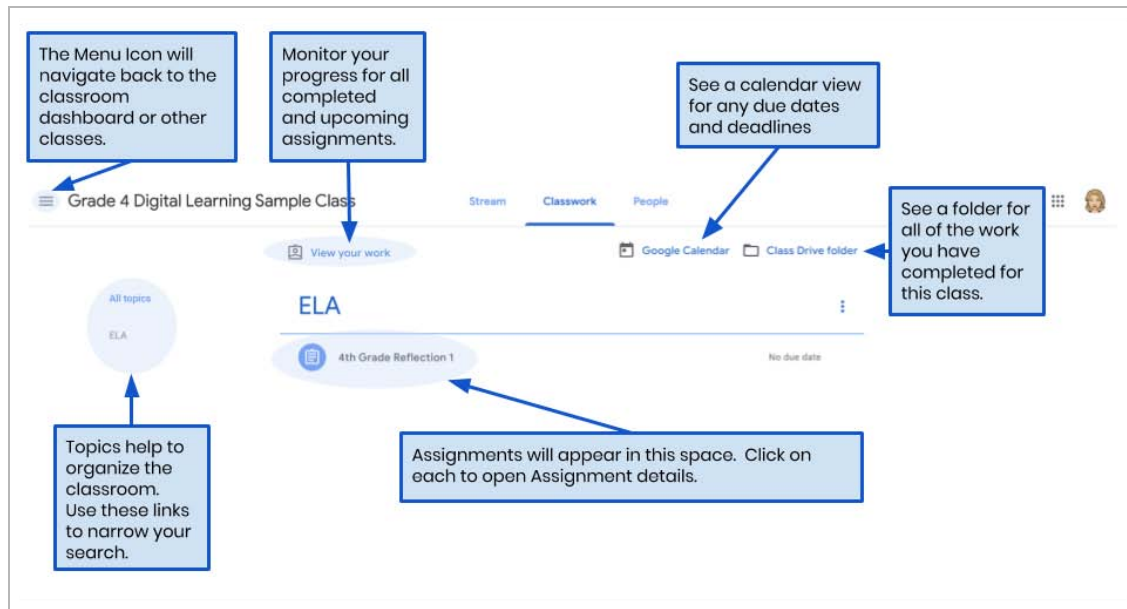 The Menu Icon will
navigate back to the
classroom
dashboard or other
classes.
Monitor your
progress for all
completed
and upcoming
assignments.
See a calendar view
for any due dates
and deadlines
Grade 4 Digital Learning Sample Class
Stream Classwork People
See a folder for
all of the work
you have
completed for
this class.
View your work
Google Calendar Class Drive folder
All topics
ELA
ELA
4th Grade Reflection 1 No due date
Topics help to
organize the
classroom.
Use these links
to narrow your
search.
Assignments will appear in this space. Click on
each to open Assignment details.